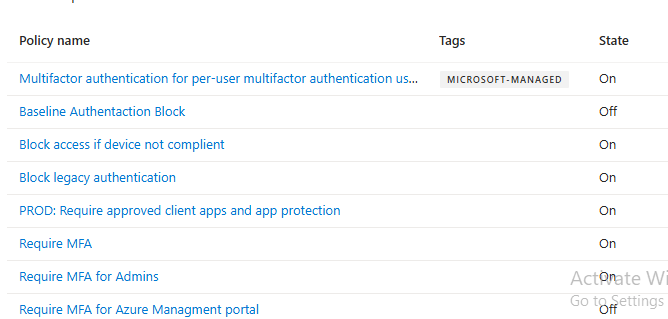 Policy name Tags State
Multifactor authentication for per-user multifactor authentication us... MICROSOFT-MANAGED On
Baseline Authentaction Block Off
Block access if device not complient On
Block legacy authentication On
PROD: Require approved client apps and app protection On
Require MFA On
Require MFA for Admins On
Activate Wi
Go to Settings
Require MFA for Azure Managment portal Off